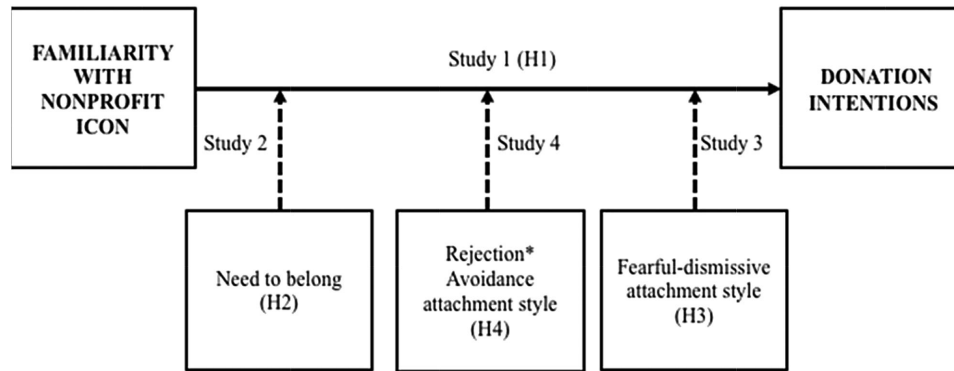 FAMILIARITY
WITH
NONPROFIT
ICON
Study 1 (H1)
DONATION
INTENTIONS
Study 2
Study 4
Study 3
Need to belong
(H2)
Rejection*
Avoidance
attachment style
(H4)
Fearful-dismissive
attachment style
(H3)